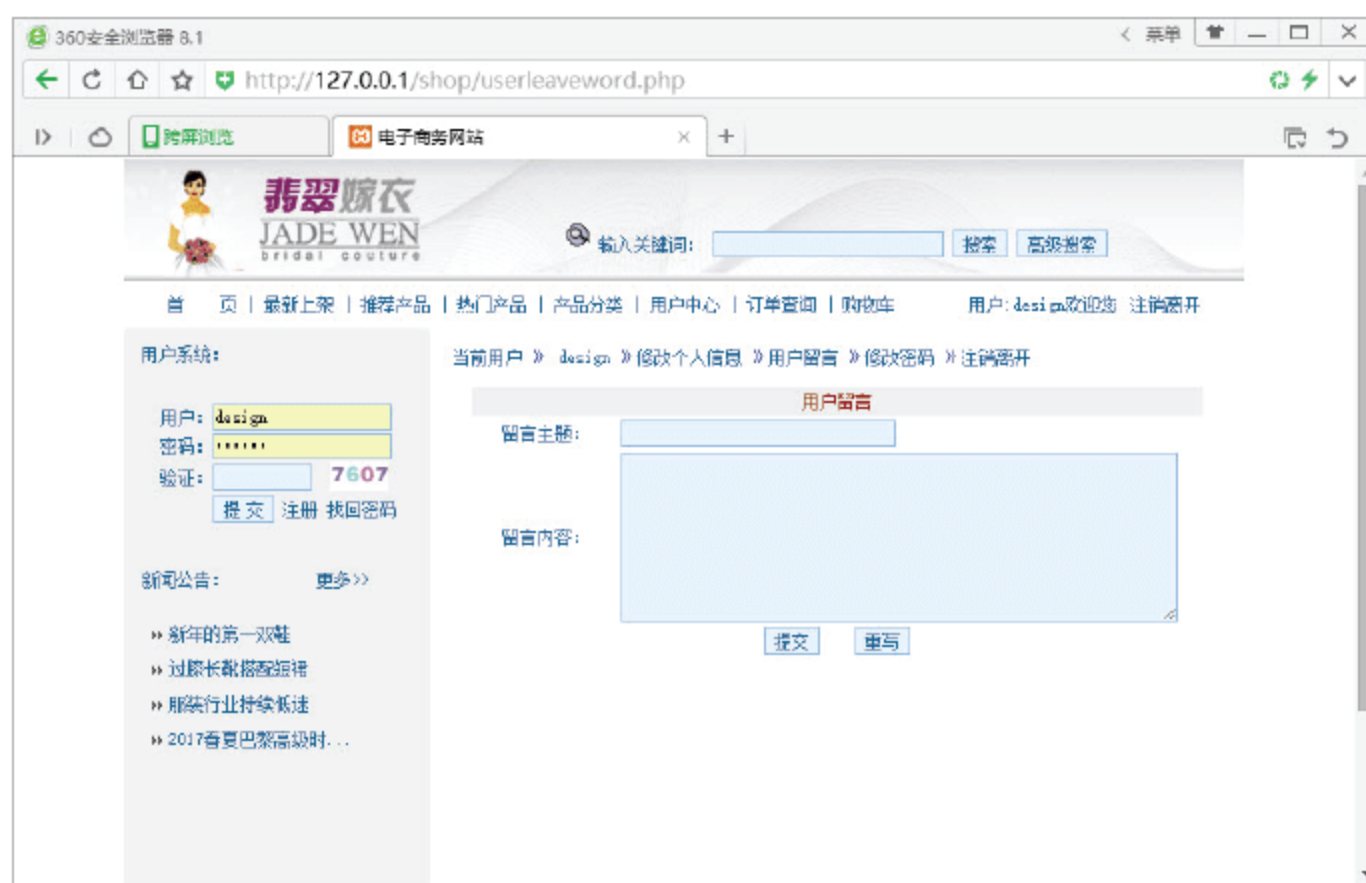 360安全浏览器 8.1
菜单
http://127.0.0.1/shop/userleaveword.php
跨屏浏览
电子商务网站
翡翠嫁衣
JADE WEN
bridal couture
输入关键词:
搜索 高级搜索
首 页 | 最新上架 | 推荐产品 | 热门产品 | 产品分类 | 用户中心 | 订单查询 | 购物车 用户:design欢迎您 注销离开
用户系统:
用户: design
密码: ······
验证: 7607
提 交 注册 找回密码
新闻公告: 更多>>
» 新年的第一双鞋
» 过膝长靴搭配短裙
» 服装行业持续低迷
» 2017春夏巴黎高级时...
当前用户 》 design 》修改个人信息 》用户留言 》修改密码 》注销离开
用户留言
留言主题:
留言内容:
提交 重写